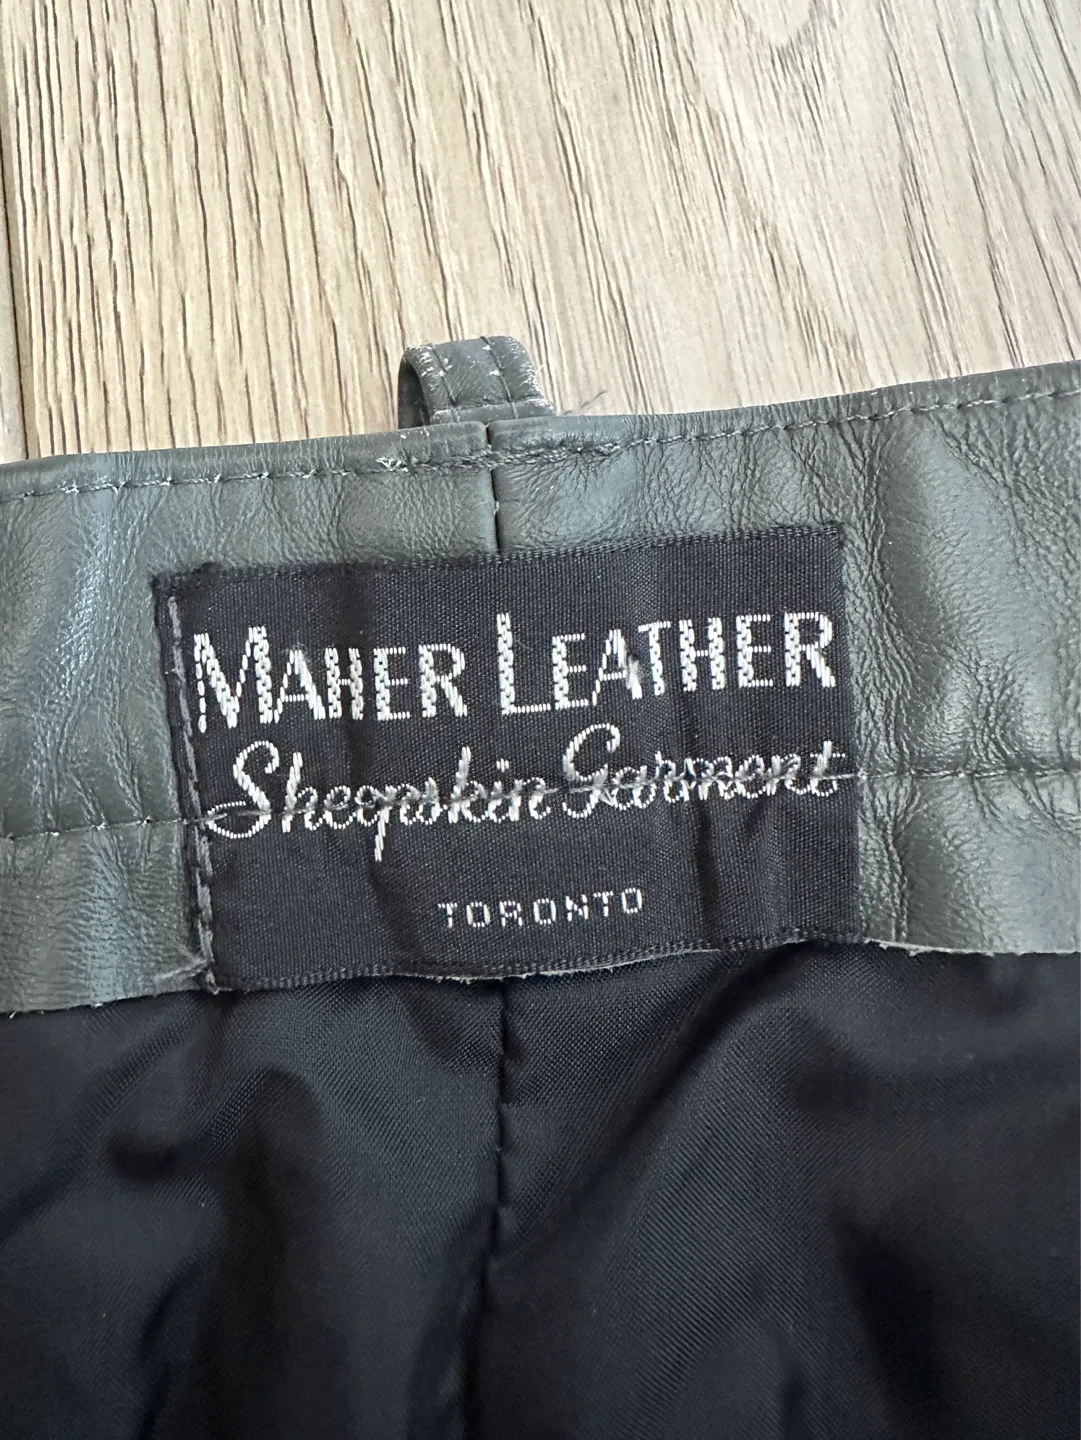 MAHER LEATHER
Sheepskin Garment
TORONTO